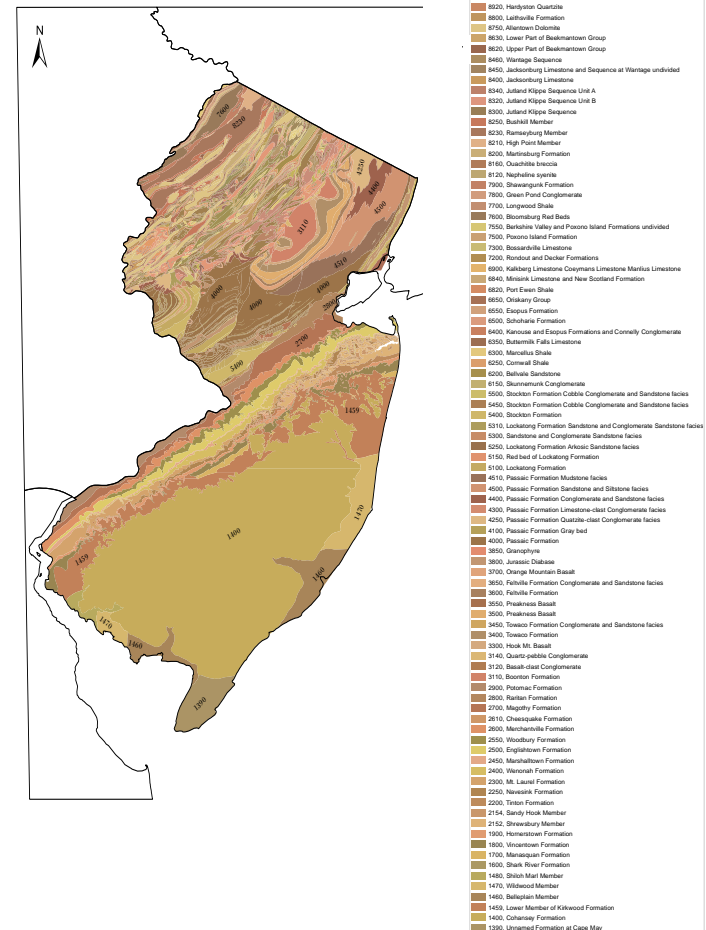 N
7600
8230
4250
4400
4500
3110
4510
4000
4000
4000
2800
2700
5400
1459
1470
1400
1460
1459
1470
1460
1390
8920, Hardyston Quartzite
8800, Leithsville Formation
8750, Allentown Dolomite
8630, Lower Part of Beekmantown Group
8620, Upper Part of Beekmantown Group
8460, Wantage Sequence
8450, Jacksonburg Limestone and Sequence at Wantage undivided
8400, Jacksonburg Limestone
8340, Jutland Klippe Sequence Unit A
8320, Jutland Klippe Sequence Unit B
8300, Jutland Klippe Sequence
8250, Bushkill Member
8230, Ramseyburg Member
8210, High Point Member
8200, Martinsburg Formation
8160, Ouachitite breccia
8120, Nepheline syenite
7900, Shawangunk Formation
7800, Green Pond Conglomerate
7700, Longwood Shale
7600, Bloomsburg Red Beds
7550, Berkshire Valley and Poxono Island Formations undivided
7500, Poxono Island Formation
7300, Bossardville Limestone
7200, Rondout and Decker Formations
6900, Kalkberg Limestone Coeymans Limestone Manlius Limestone
6840, Minisink Limestone and New Scotland Formation
6820, Port Ewen Shale
6650, Oriskany Group
6550, Esopus Formation
6500, Schoharie Formation
6400, Kanouse and Esopus Formations and Connelly Conglomerate
6350, Buttermilk Falls Limestone
6300, Marcellus Shale
6250, Cornwall Shale
6200, Bellvale Sandstone
6150, Skunnemunk Conglomerate
5500, Stockton Formation Cobble Conglomerate and Sandstone facies
5450, Stockton Formation Cobble Conglomerate and Sandstone facies
5400, Stockton Formation
5310, Lockatong Formation Sandstone and Conglomerate Sandstone facies
5300, Sandstone and Conglomerate Sandstone facies
5250, Lockatong Formation Arkosic Sandstone facies
5150, Red bed of Lockatong Formation
5100, Lockatong Formation
4510, Passaic Formation Mudstone facies
4500, Passaic Formation Sandstone and Siltstone facies
4400, Passaic Formation Conglomerate and Sandstone facies
4300, Passaic Formation Limestone-clast Conglomerate facies
4250, Passaic Formation Quatzite-clast Conglomerate facies
4100, Passaic Formation Gray bed
4000, Passaic Formation
3850, Granophyre
3800, Jurassic Diabase
3700, Orange Mountain Basalt
3650, Feltville Formation Conglomerate and Sandstone facies
3600, Feltville Formation
3550, Preakness Basalt
3500, Preakness Basalt
3450, Towaco Formation Conglomerate and Sandstone facies
3400, Towaco Formation
3300, Hook Mt. Basalt
3140, Quartz-pebble Conglomerate
3120, Basalt-clast Conglomerate
3110, Boonton Formation
2900, Potomac Formation
2800, Raritan Formation
2700, Magothy Formation
2610, Cheesquake Formation
2600, Merchantville Formation
2550, Woodbury Formation
2500, Englishtown Formation
2450, Marshalltown Formation
2400, Wenonah Formation
2300, Mt. Laurel Formation
2250, Navesink Formation
2200, Tinton Formation
2154, Sandy Hook Member
2152, Shrewsbury Member
1900, Hornerstown Formation
1800, Vincentown Formation
1700, Manasquan Formation
1600, Shark River Formation
1480, Shiloh Marl Member
1470, Wildwood Member
1460, Belleplain Member
1459, Lower Member of Kirkwood Formation
1400, Cohansey Formation
1390, Unnamed Formation at Cape May